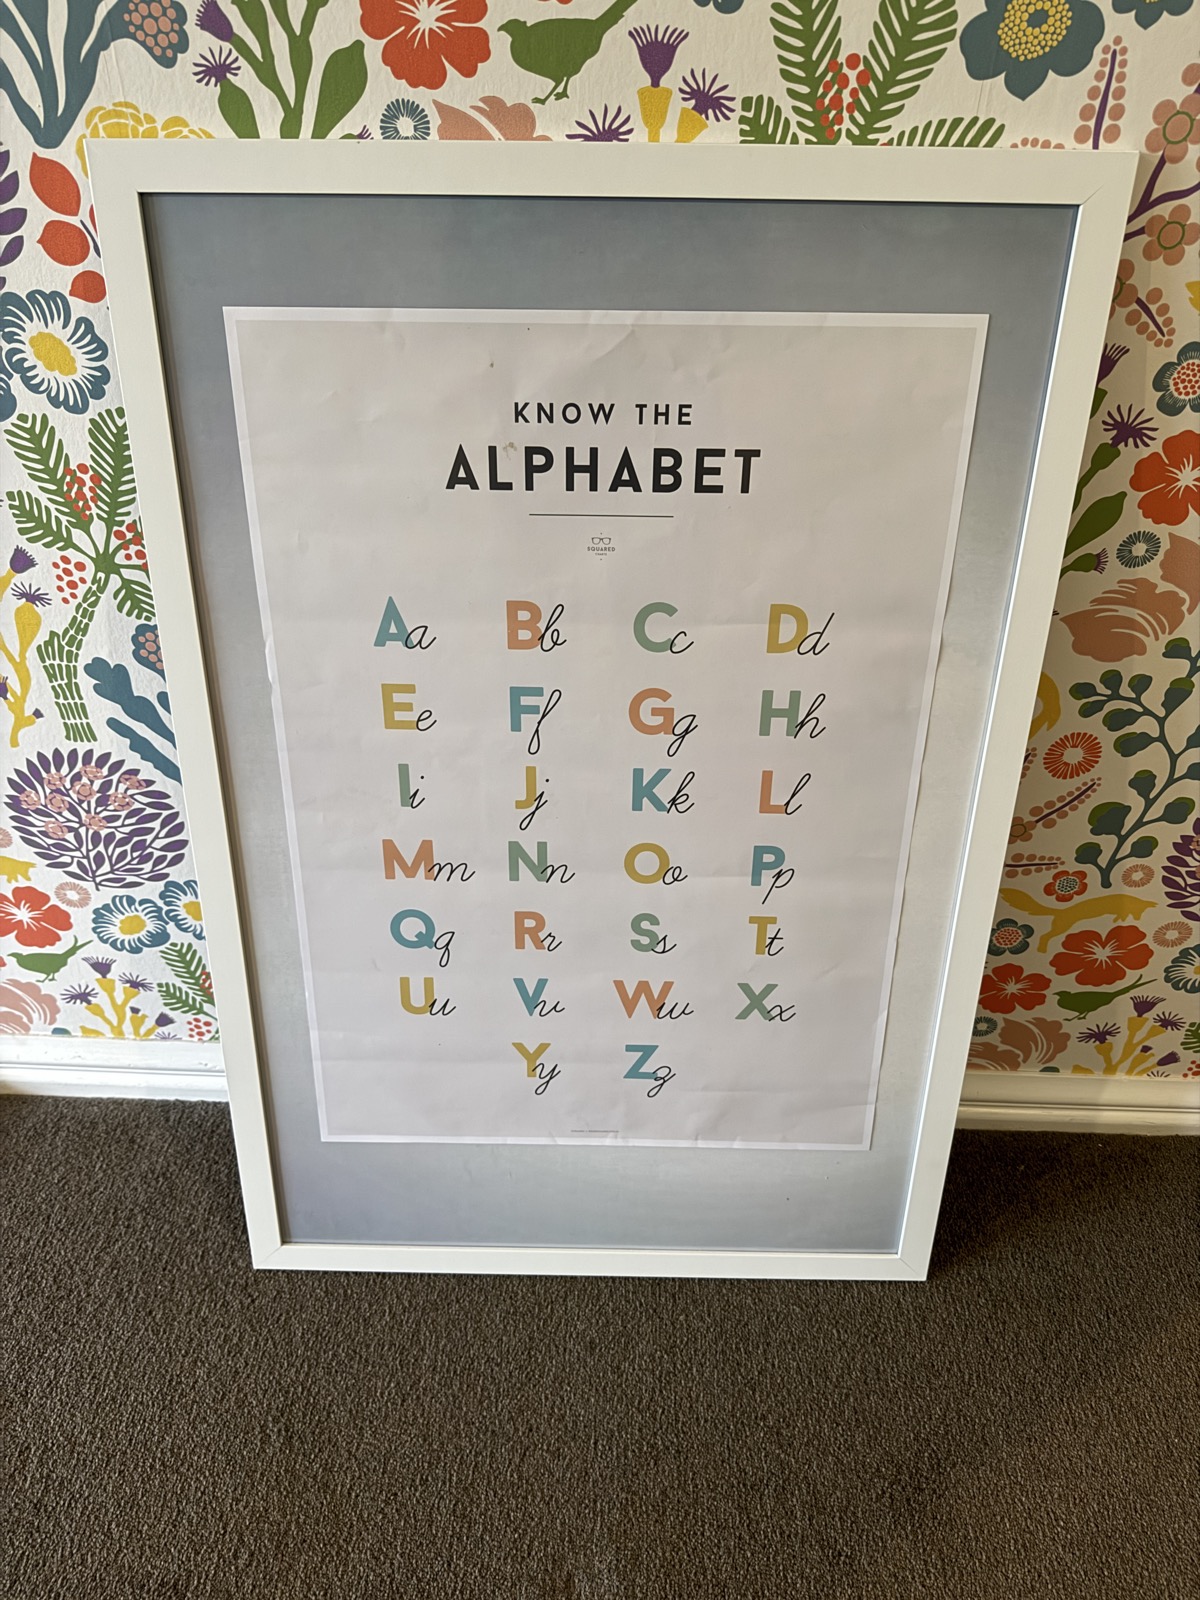 KNOW THE
ALPHABET
SQUARED
Aa Bb Cc Dd
Ee Ff Gg Hh
Ii Jj Kk Ll
Mm Nn Oo Pp
Qq Rr Ss Tt
Uu Vv Ww Xx
Yy Zz